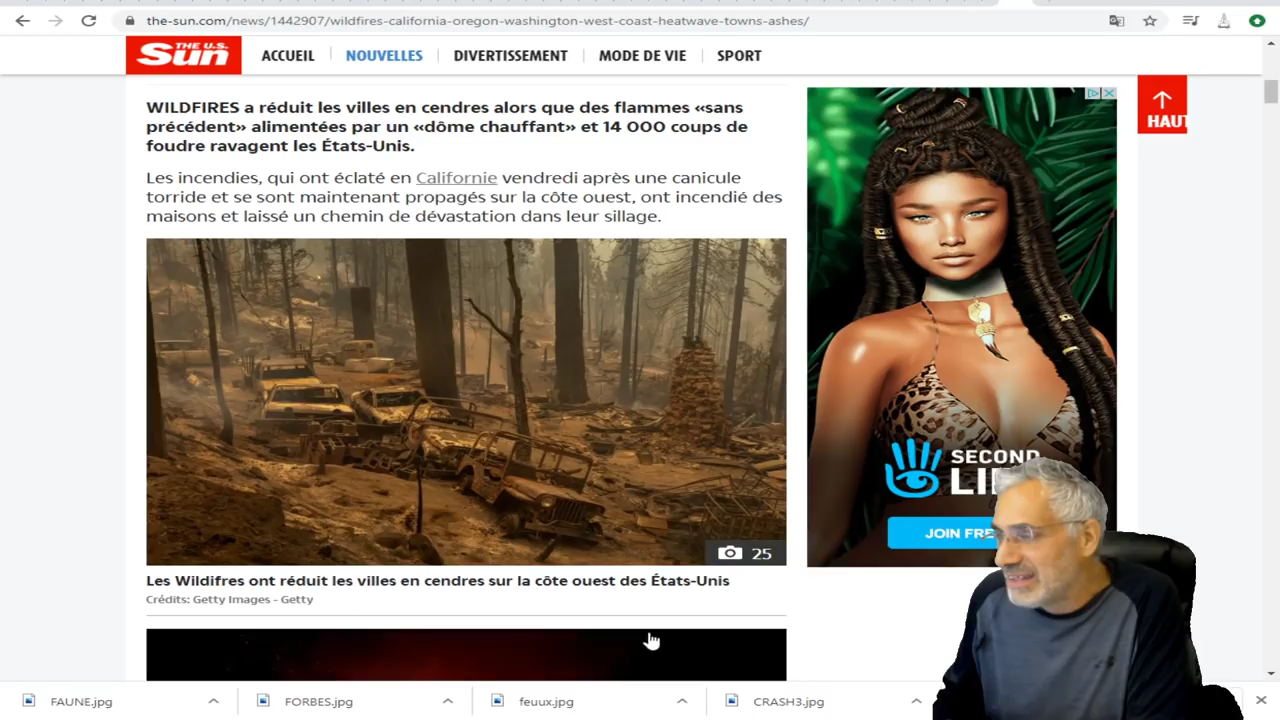 the-sun.com/news/1442907/wildfires-california-oregon-washington-west-coast-heatwave-towns-ashes/
THE U.S. Sun
ACCUEIL
NOUVELLES
DIVERTISSEMENT
MODE DE VIE
SPORT
HAUT
WILDFIRES a réduit les villes en cendres alors que des flammes «sans
précédent» alimentées par un «dôme chauffant» et 14 000 coups de
foudre ravagent les États-Unis.
Les incendies, qui ont éclaté en Californie vendredi après une canicule
torride et se sont maintenant propagés sur la côte ouest, ont incendié des
maisons et laissé un chemin de dévastation dans leur sillage.
25
Les Wildifres ont réduit les villes en cendres sur la côte ouest des États-Unis
Crédits: Getty Images - Getty
SECOND
LI
JOIN FRE
FAUNE.jpg
FORBES.jpg
feuux.jpg
CRASH3.jpg